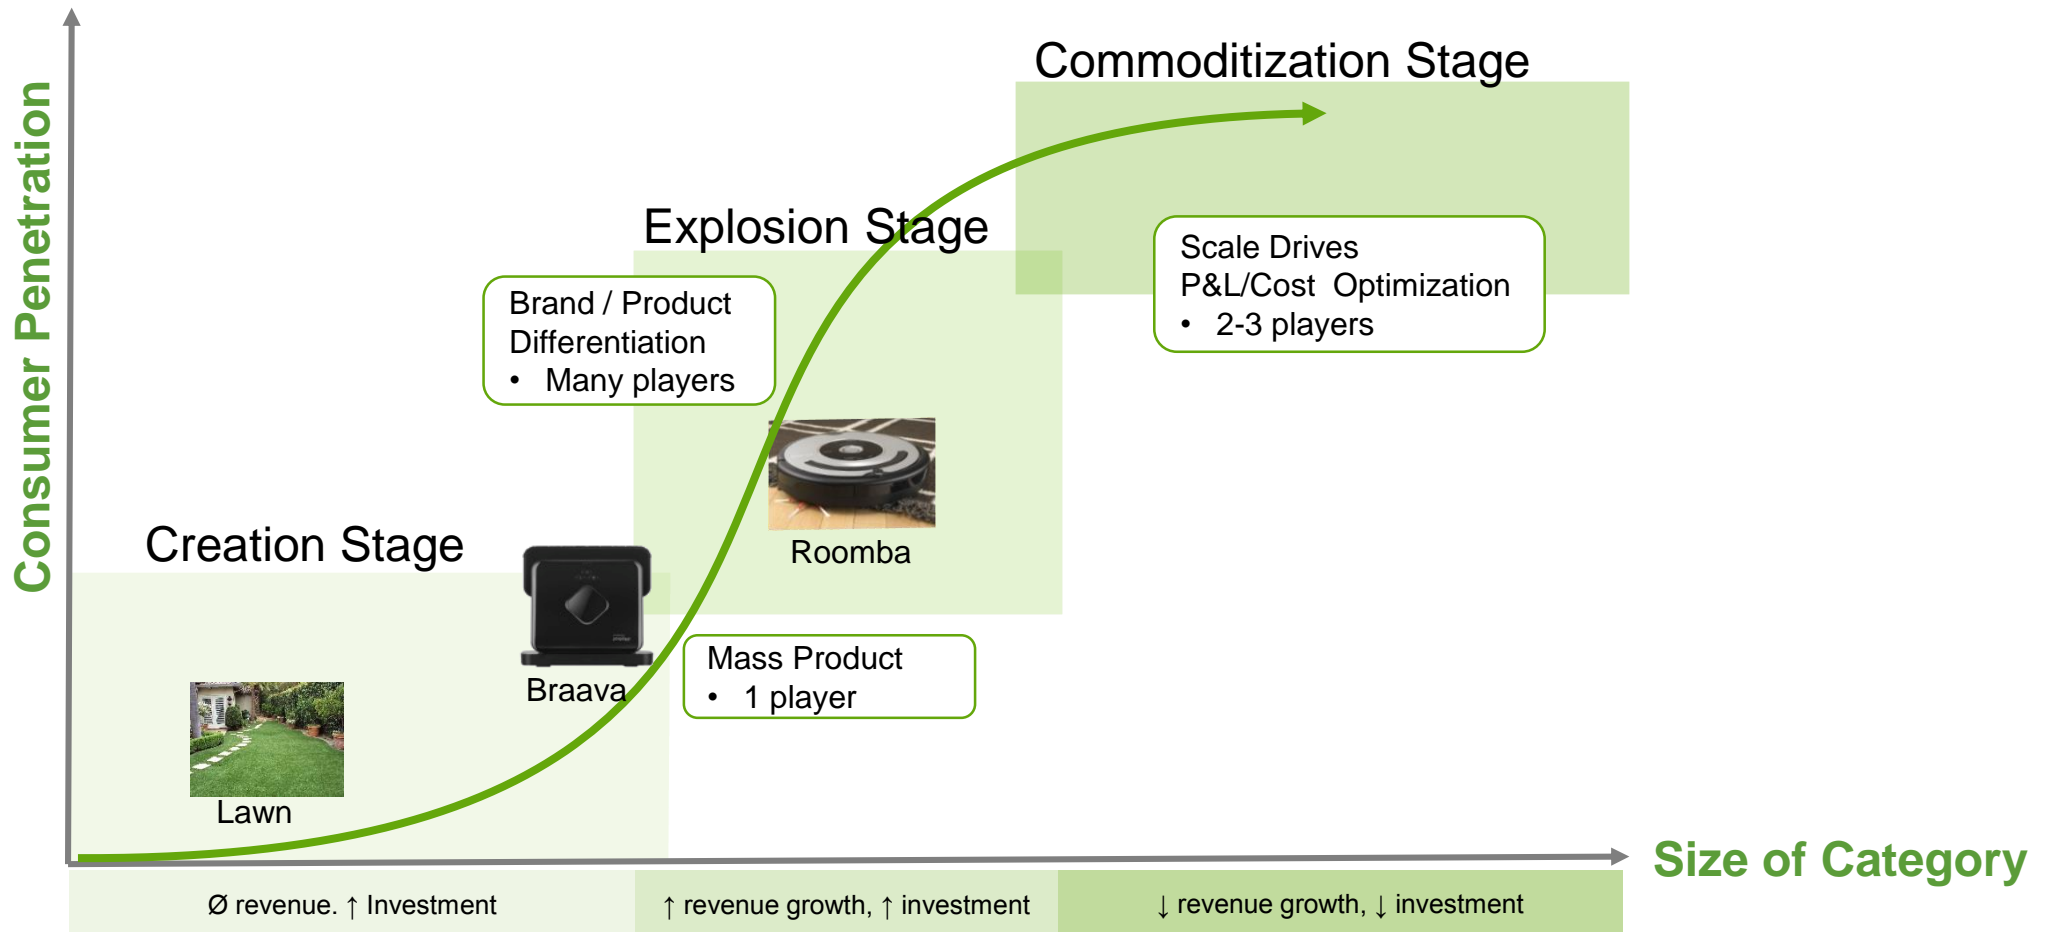 Commoditization Stage
Consumer Penetration
Explosion Stage
Scale Drives
P&L/Cost Optimization
• 2-3 players
Brand / Product
Differentiation
• Many players
Creation Stage
Roomba
Mass Product
• 1 player
Braava
Lawn
Size of Category
Ø revenue. ↑ Investment
↑ revenue growth, ↑ investment
↓ revenue growth, ↓ investment